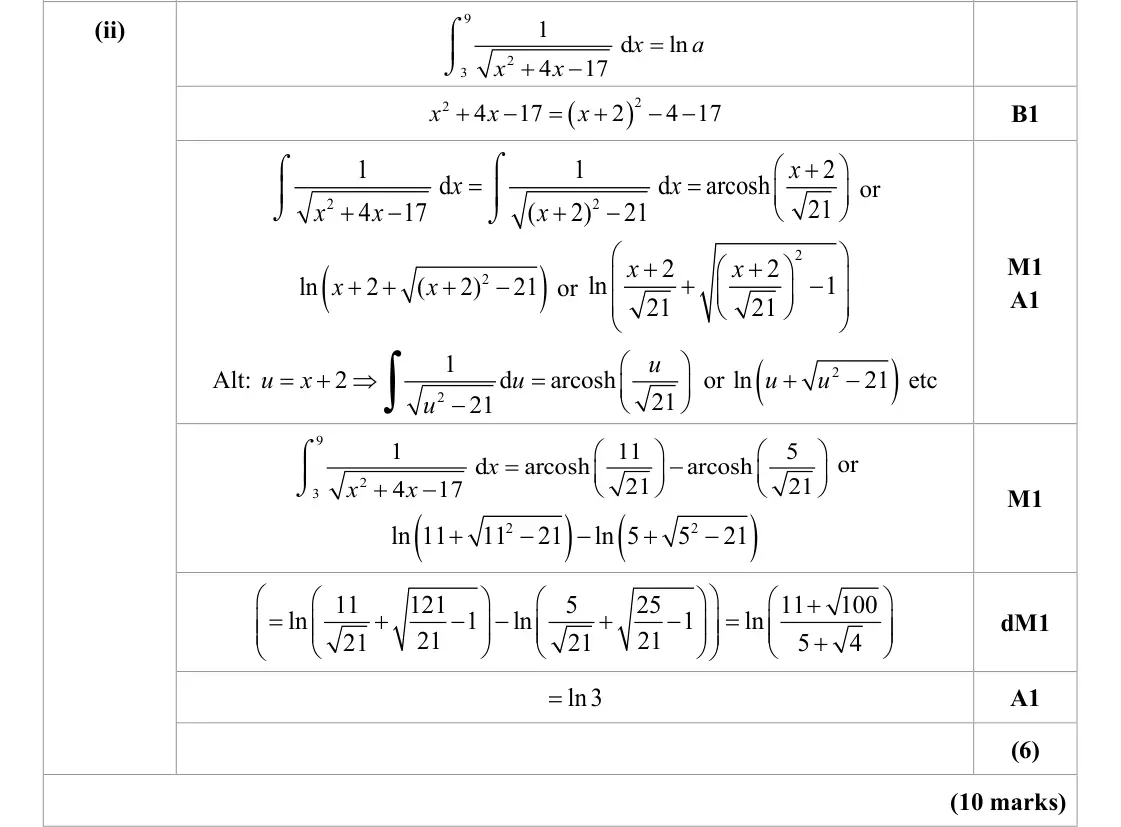 (ii) ∫₃⁹ 1/√(x² + 4x − 17) dx = ln a
x² + 4x − 17 = (x + 2)² − 4 − 17 B1
∫ 1/√(x² + 4x − 17) dx = ∫ 1/√((x + 2)² − 21) dx = arcosh((x + 2)/√21) or
ln(x + 2 + √((x + 2)² − 21)) or ln((x + 2)/√21 + √(((x + 2)/√21)² − 1)) M1
A1
Alt: u = x + 2 ⇒ ∫ 1/√(u² − 21) du = arcosh(u/√21) or ln(u + √(u² − 21)) etc
∫₃⁹ 1/√(x² + 4x − 17) dx = arcosh(11/√21) − arcosh(5/√21) or
ln(11 + √(11² − 21)) − ln(5 + √(5² − 21)) M1
(= ln(11/√21 + √(121/21 − 1)) − ln(5/√21 + √(25/21 − 1))) = ln((11 + √100)/(5 + √4)) dM1
= ln 3 A1
(6)
(10 marks)